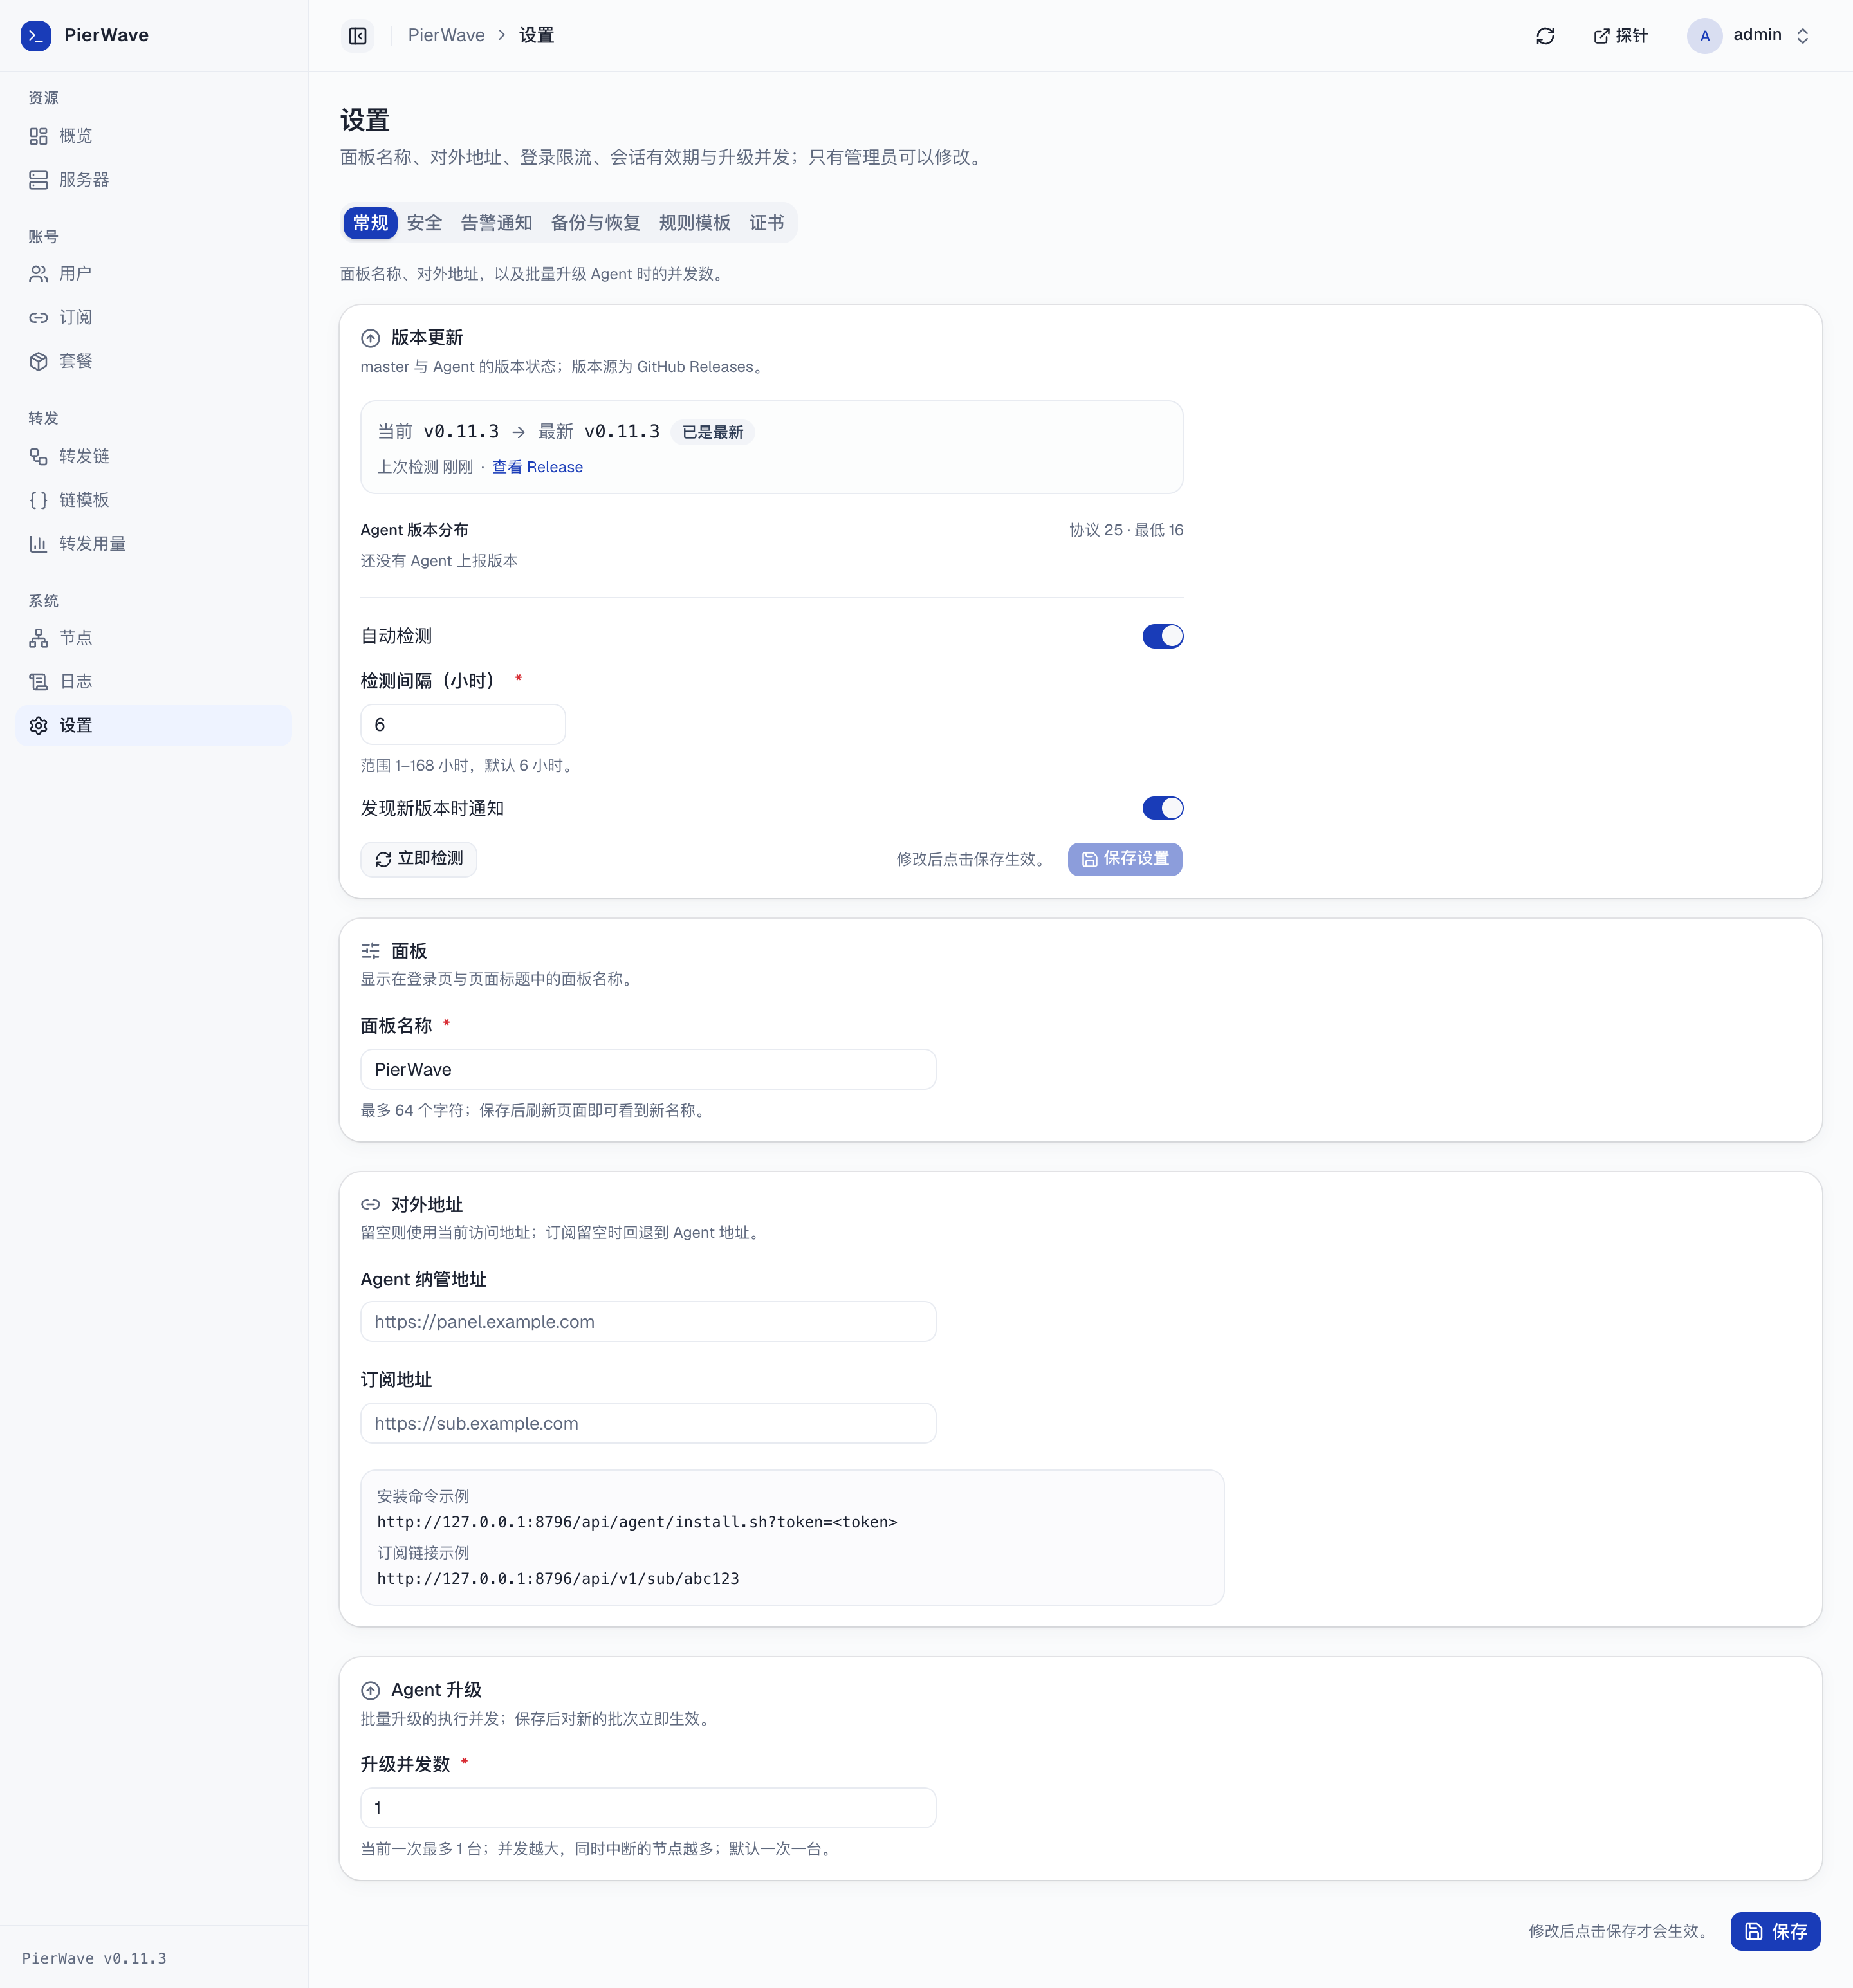 PierWave
PierWave > 设置
探针
A admin
资源
概览
服务器
账号
用户
订阅
套餐
转发
转发链
链模板
转发用量
系统
节点
日志
设置
PierWave v0.11.3
设置
面板名称、对外地址、登录限流、会话有效期与升级并发；只有管理员可以修改。
常规 安全 告警通知 备份与恢复 规则模板 证书
面板名称、对外地址，以及批量升级 Agent 时的并发数。
版本更新
master 与 Agent 的版本状态；版本源为 GitHub Releases。
当前 v0.11.3 → 最新 v0.11.3 已是最新
上次检测 刚刚 · 查看 Release
Agent 版本分布 协议 25 · 最低 16
还没有 Agent 上报版本
自动检测
检测间隔（小时） *
6
范围 1–168 小时，默认 6 小时。
发现新版本时通知
立即检测 修改后点击保存生效。 保存设置
面板
显示在登录页与页面标题中的面板名称。
面板名称 *
PierWave
最多 64 个字符；保存后刷新页面即可看到新名称。
对外地址
留空则使用当前访问地址；订阅留空时回退到 Agent 地址。
Agent 纳管地址
https://panel.example.com
订阅地址
https://sub.example.com
安装命令示例
http://127.0.0.1:8796/api/agent/install.sh?token=<token>
订阅链接示例
http://127.0.0.1:8796/api/v1/sub/abc123
Agent 升级
批量升级的执行并发；保存后对新的批次立即生效。
升级并发数 *
1
当前一次最多 1 台；并发越大，同时中断的节点越多；默认一次一台。
修改后点击保存才会生效。 保存